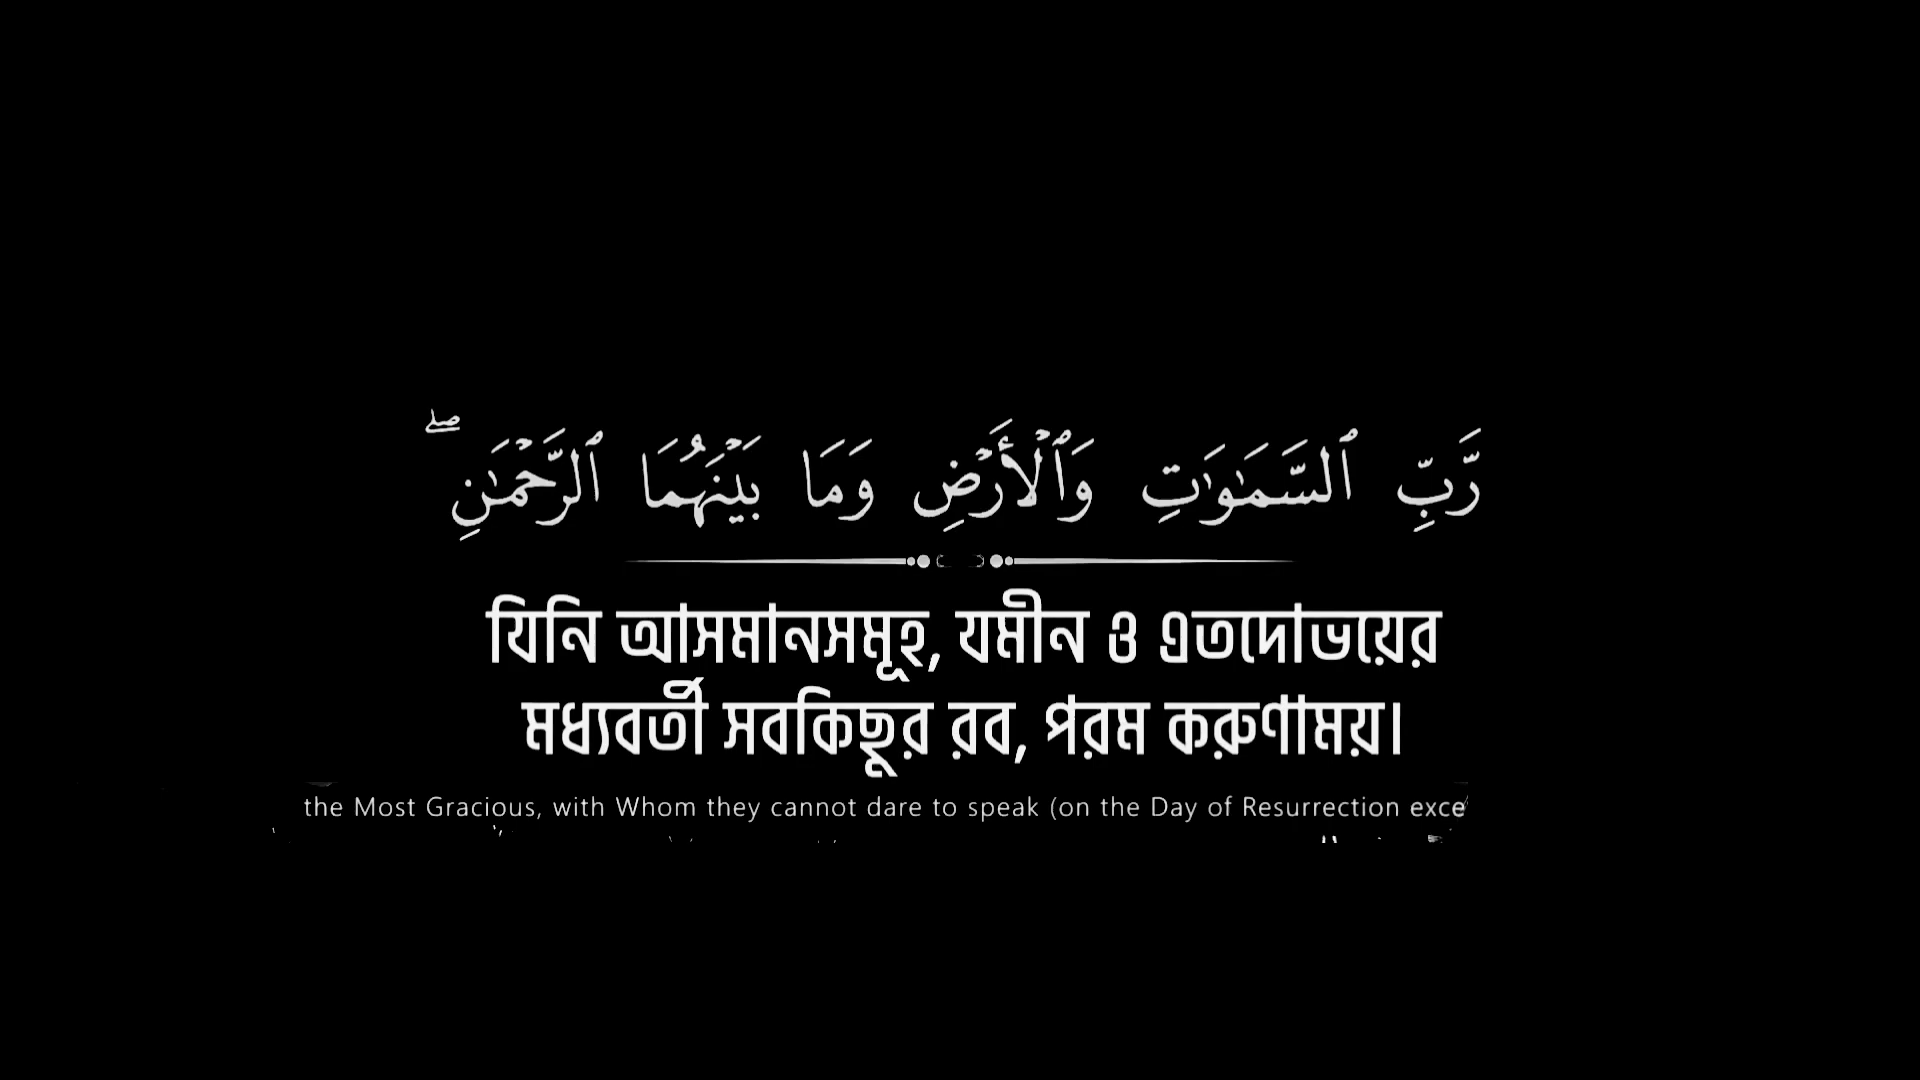 رَّبِّ ٱلسَّمَـٰوَٰتِ وَٱلْأَرْضِ وَمَا بَيْنَهُمَا ٱلرَّحْمَـٰنِ ۖ
যিনি আসমানসমূহ, যমীন ও এতদোভয়ের
মধ্যবর্তী সবকিছুর রব, পরম করুণাময়।
the Most Gracious, with Whom they cannot dare to speak (on the Day of Resurrection exce